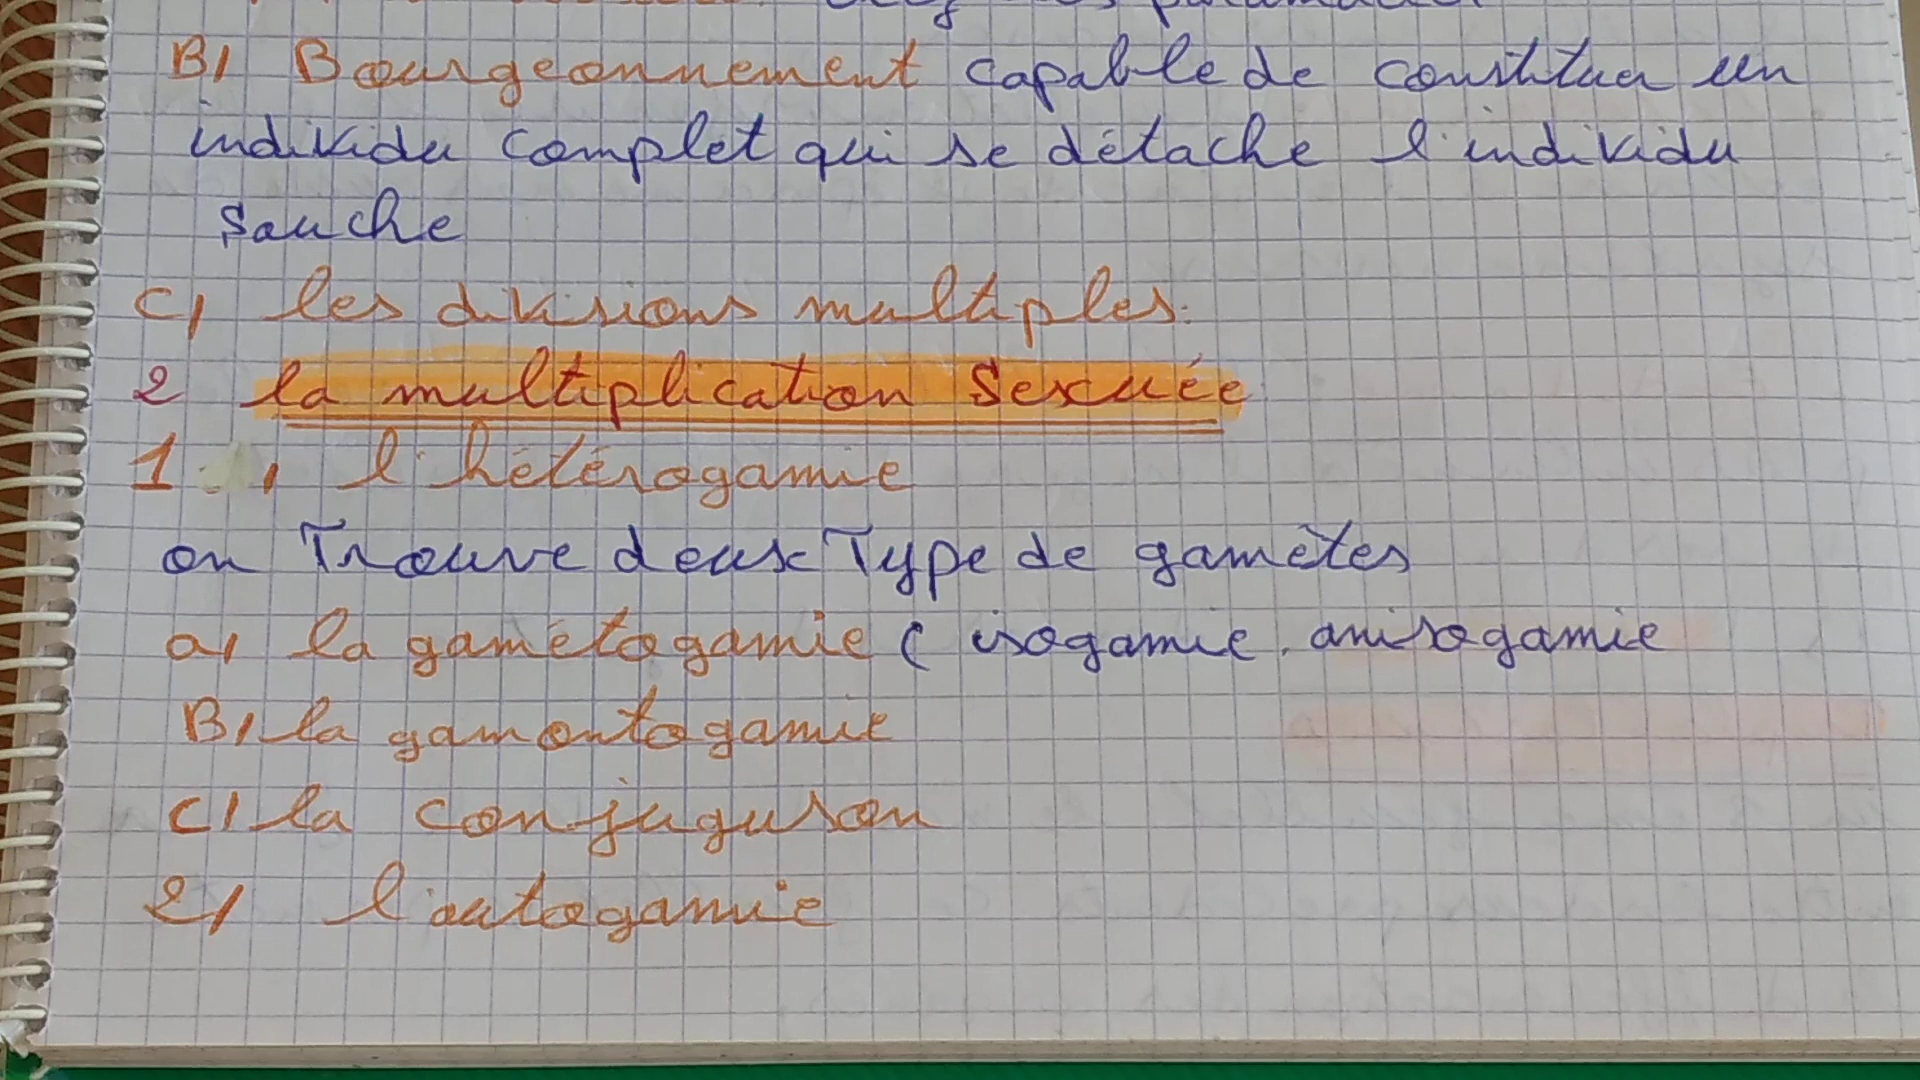 B) Bourgeonnement capable de constituer un
individu complet qui se détache l'individu
souche
C) les divisions multiples.
2 la multiplication Sexuée
1 , l'hétérogamie
on Trouve deux Type de gamètes
a) la gamétogamie ( isogamie, anisogamie
B) la gamontogamie
C) la conjuguison
2) l'autogamie